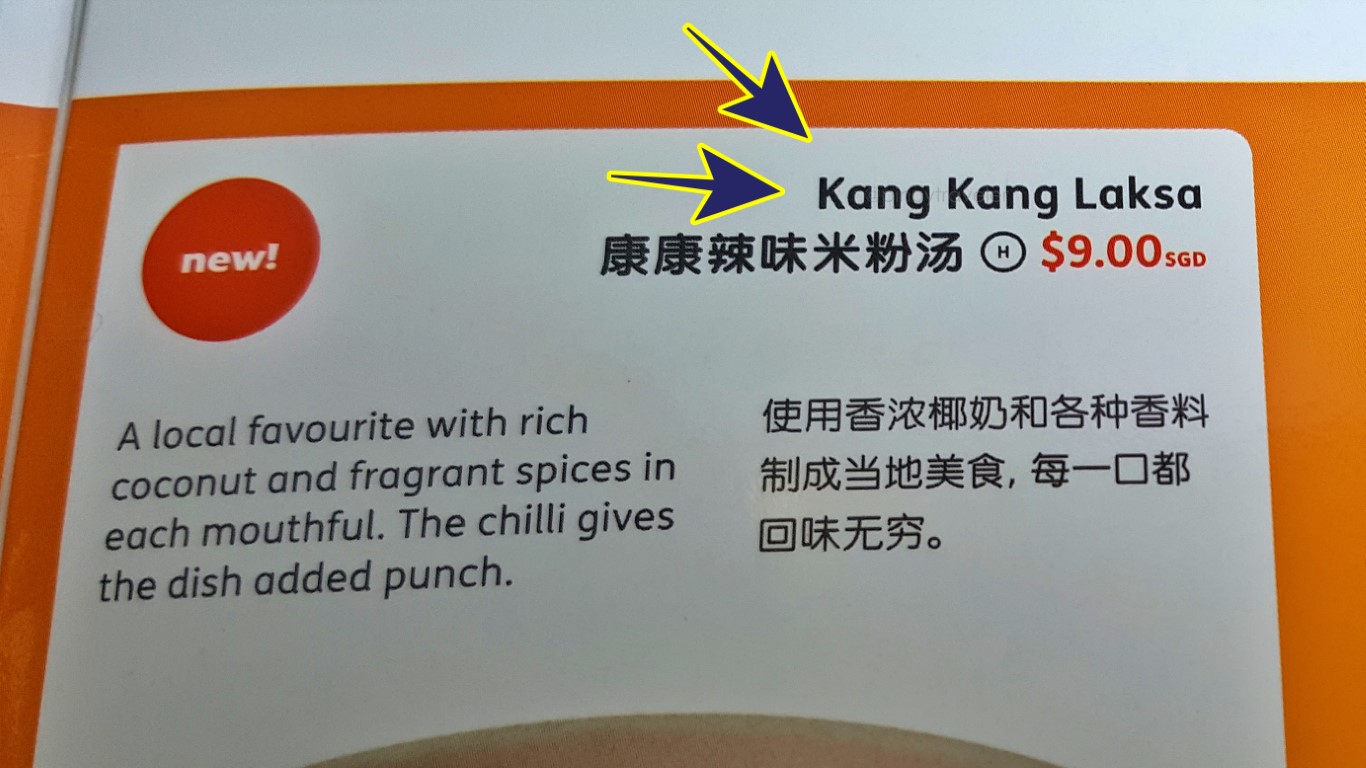 Kang Kang Laksa
康康辣味米粉汤 Ⓗ $9.00SGD
new!
A local favourite with rich
coconut and fragrant spices in
each mouthful. The chilli gives
the dish added punch.
使用香浓椰奶和各种香料
制成当地美食, 每一口都
回味无穷。